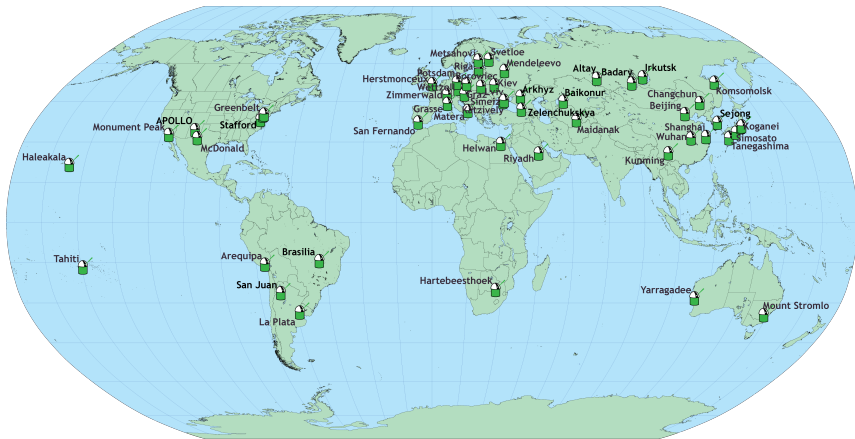 Metsahovi
Svetloe
Riga
Mendeleevo
Potsdam
Borowiec
Herstmonceux
Kiev
Altay
Badary
Irkutsk
Komsomolsk
Zimmerwald
Graz
Arkhyz
Baikonur
Changchun
Grasse
Simeiz
Katzively
Beijing
Greenbelt
Matera
Zelenchukskya
Sejong
APOLLO
Stafford
San Fernando
Maidanak
Shanghai
Koganei
Monument Peak
McDonald
Helwan
Wuhan
Simosato
Tanegashima
Haleakala
Riyadh
Kunming
Tahiti
Arequipa
Brasilia
San Juan
Hartebeesthoek
Yarragadee
La Plata
Mount Stromlo